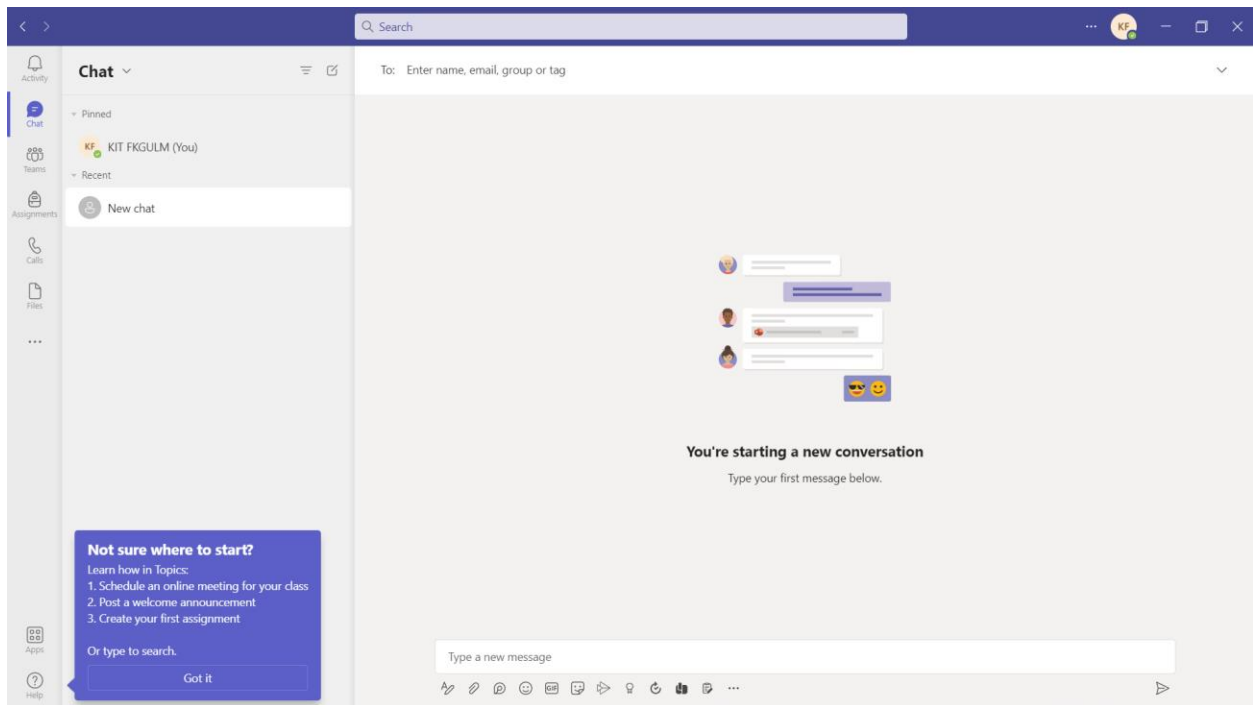 Search
KF
Activity
Chat
Teams
Assignments
Calls
Files
Apps
Help
Chat
Pinned
KF
KIT FKGULM (You)
Recent
New chat
To: Enter name, email, group or tag
You're starting a new conversation
Type your first message below.
Not sure where to start?
Learn how in Topics:
1. Schedule an online meeting for your class
2. Post a welcome announcement
3. Create your first assignment
Or type to search.
Got it
Type a new message
GIF